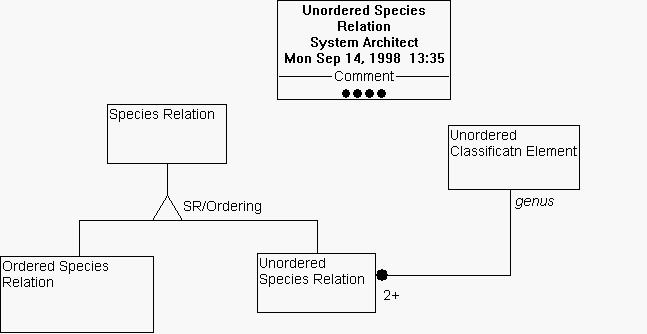 Unordered Species
Relation
System Architect
Mon Sep 14, 1998 13:35
Comment
Species Relation
Unordered
Classificatn Element
SR/Ordering
genus
Ordered Species
Relation
Unordered
Species Relation
2+